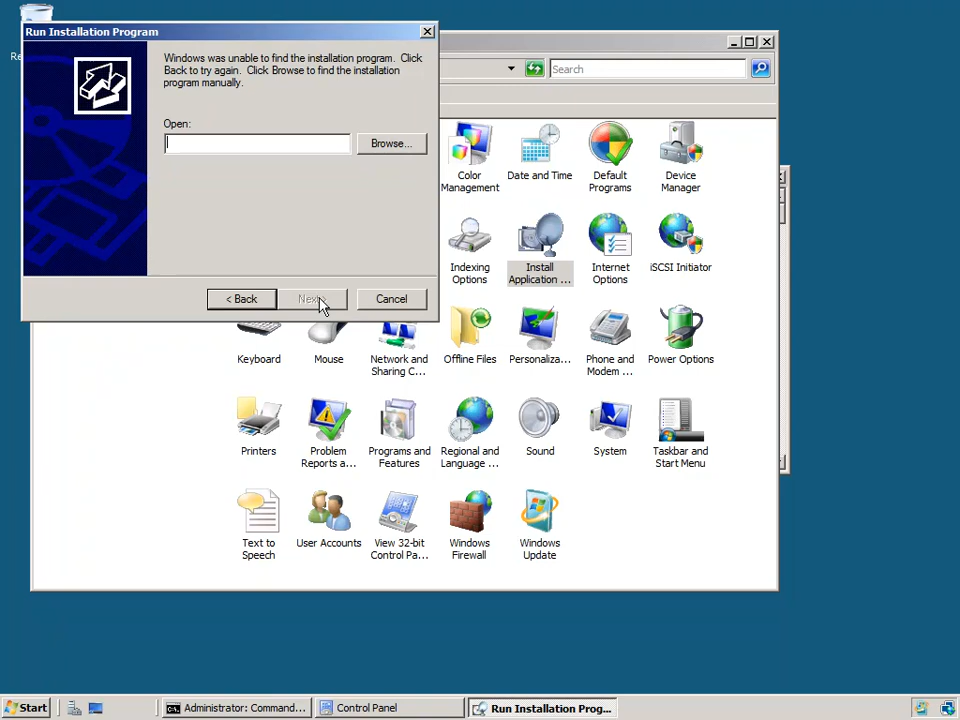 Run Installation Program
Windows was unable to find the installation program. Click
Back to try again. Click Browse to find the installation
program manually.
Open:
Browse...
< Back
Cancel
Search
Color
Management
Date and Time
Default
Programs
Device
Manager
Indexing
Options
Install
Application ...
Internet
Options
iSCSI Initiator
Keyboard
Mouse
Network and
Sharing C...
Offline Files
Personaliza...
Phone and
Modem ...
Power Options
Printers
Problem
Reports a...
Programs and
Features
Regional and
Language ...
Sound
System
Taskbar and
Start Menu
Text to
Speech
User Accounts
View 32-bit
Control Pa...
Windows
Firewall
Windows
Update
Start
Administrator: Command...
Control Panel
Run Installation Prog...